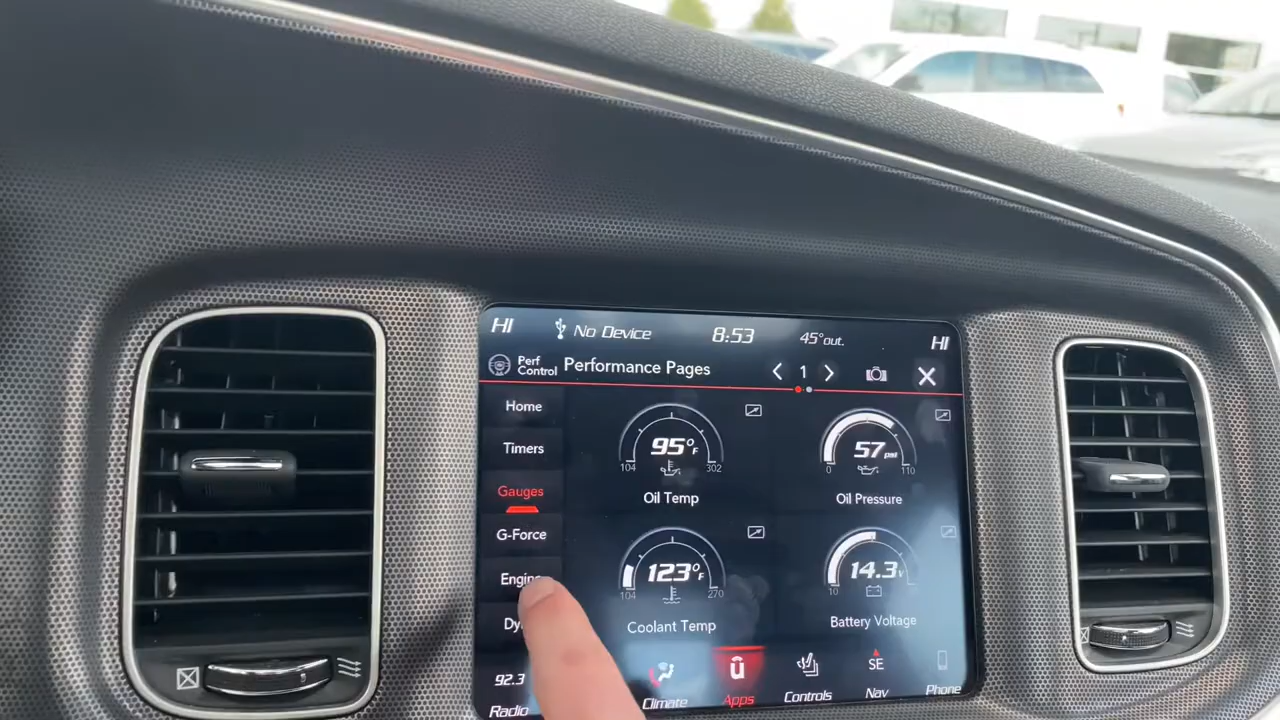 HI No Device 8:53 45°out. HI
Perf Control Performance Pages 1
Home
Timers
Gauges
G-Force
Engine
95°F
104 302
Oil Temp
57 psi
0 110
Oil Pressure
123°F
104 270
Coolant Temp
14.3v
10
Battery Voltage
92.3
Radio
Climate
Apps
Controls
SE
Nav
Phone